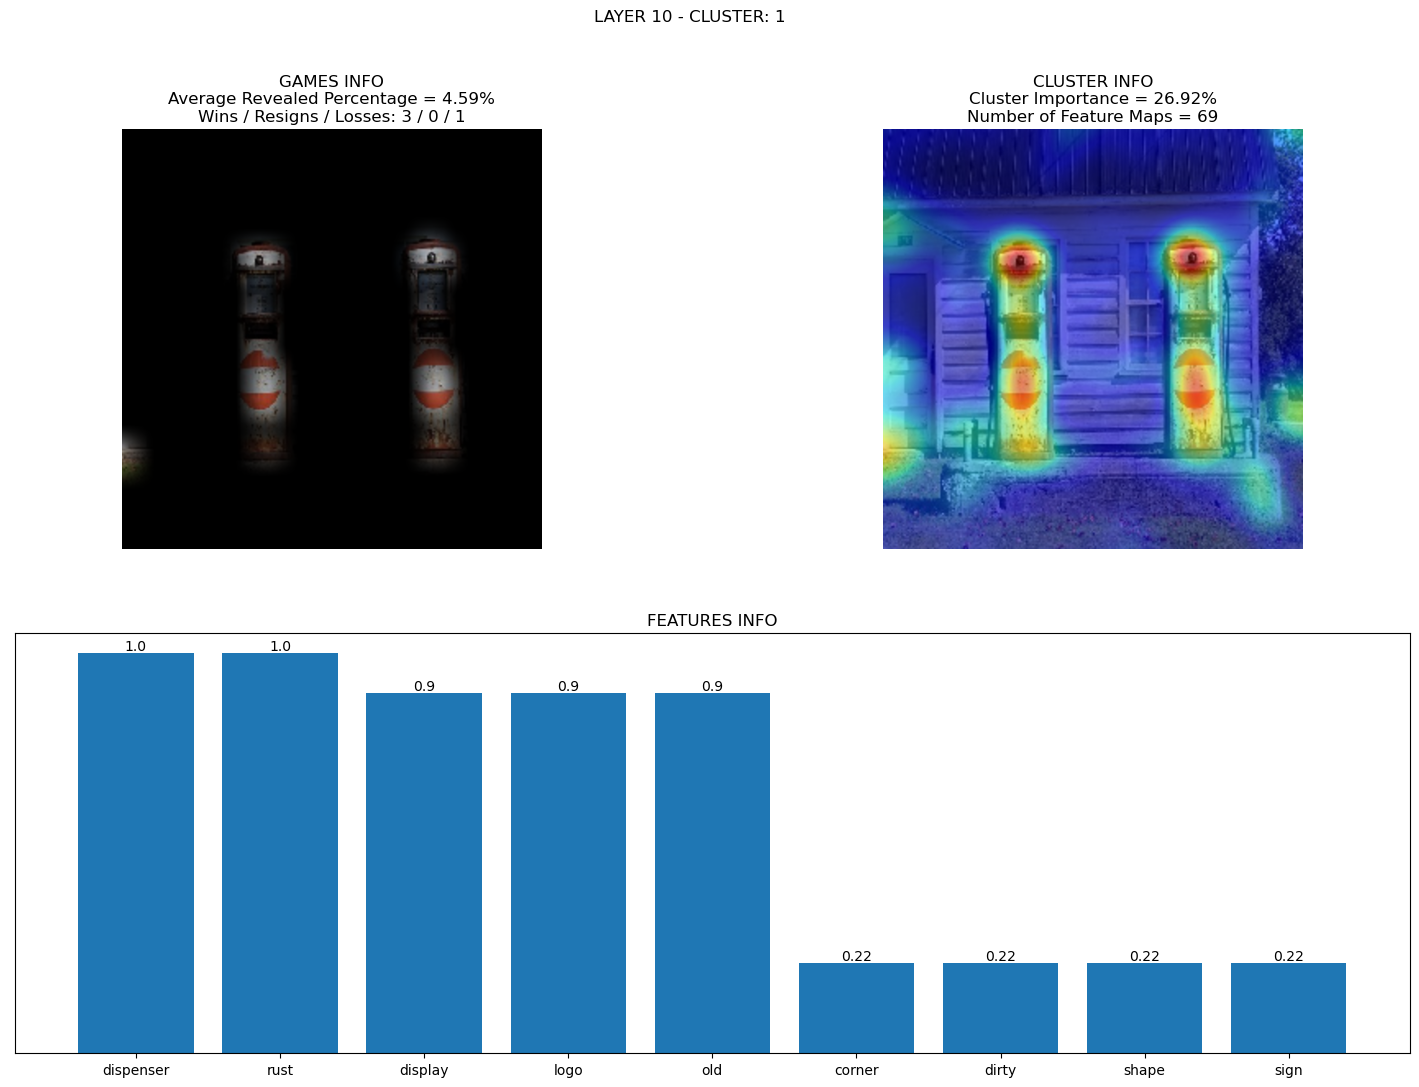 LAYER 10 - CLUSTER: 1
GAMES INFO
Average Revealed Percentage = 4.59%
Wins / Resigns / Losses: 3 / 0 / 1
CLUSTER INFO
Cluster Importance = 26.92%
Number of Feature Maps = 69
FEATURES INFO
1.0 1.0 0.9 0.9 0.9 0.22 0.22 0.22 0.22
dispenser rust display logo old corner dirty shape sign